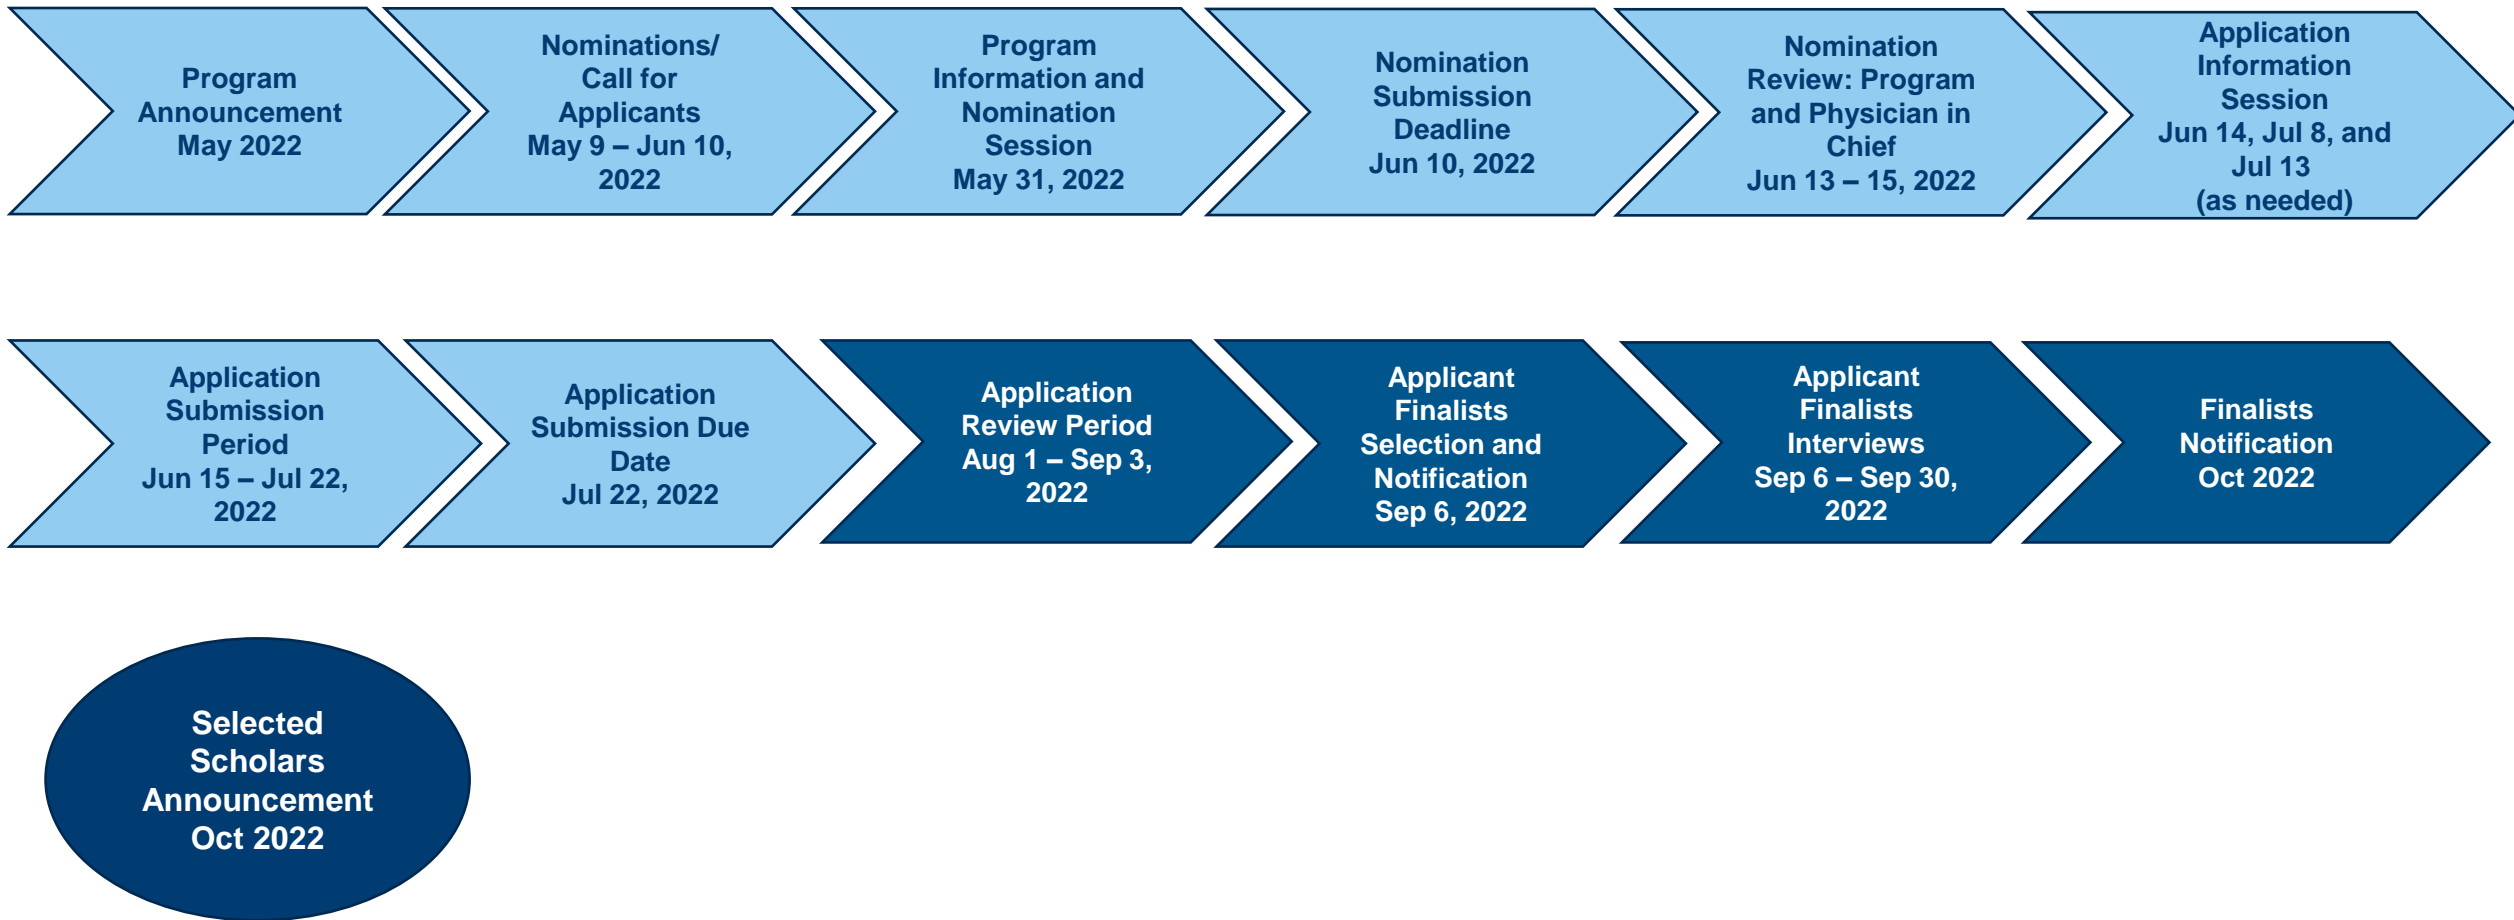 Program
Announcement
May 2022
Nominations/
Call for
Applicants
May 9 – Jun 10,
2022
Program
Information and
Nomination
Session
May 31, 2022
Nomination
Submission
Deadline
Jun 10, 2022
Nomination
Review: Program
and Physician in
Chief
Jun 13 – 15, 2022
Application
Information
Session
Jun 14, Jul 8, and
Jul 13
(as needed)
Application
Submission
Period
Jun 15 – Jul 22,
2022
Application
Submission Due
Date
Jul 22, 2022
Application
Review Period
Aug 1 – Sep 3,
2022
Applicant
Finalists
Selection and
Notification
Sep 6, 2022
Applicant
Finalists
Interviews
Sep 6 – Sep 30,
2022
Finalists
Notification
Oct 2022
Selected
Scholars
Announcement
Oct 2022